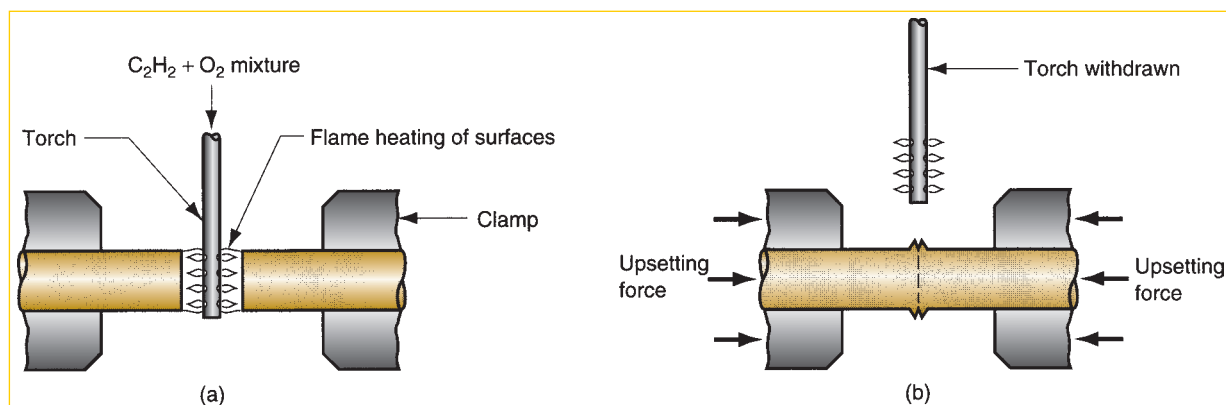 C₂H₂ + O₂ mixture
Torch
Flame heating of surfaces
Clamp
(a)
Torch withdrawn
Upsetting
force
Upsetting
force
(b)